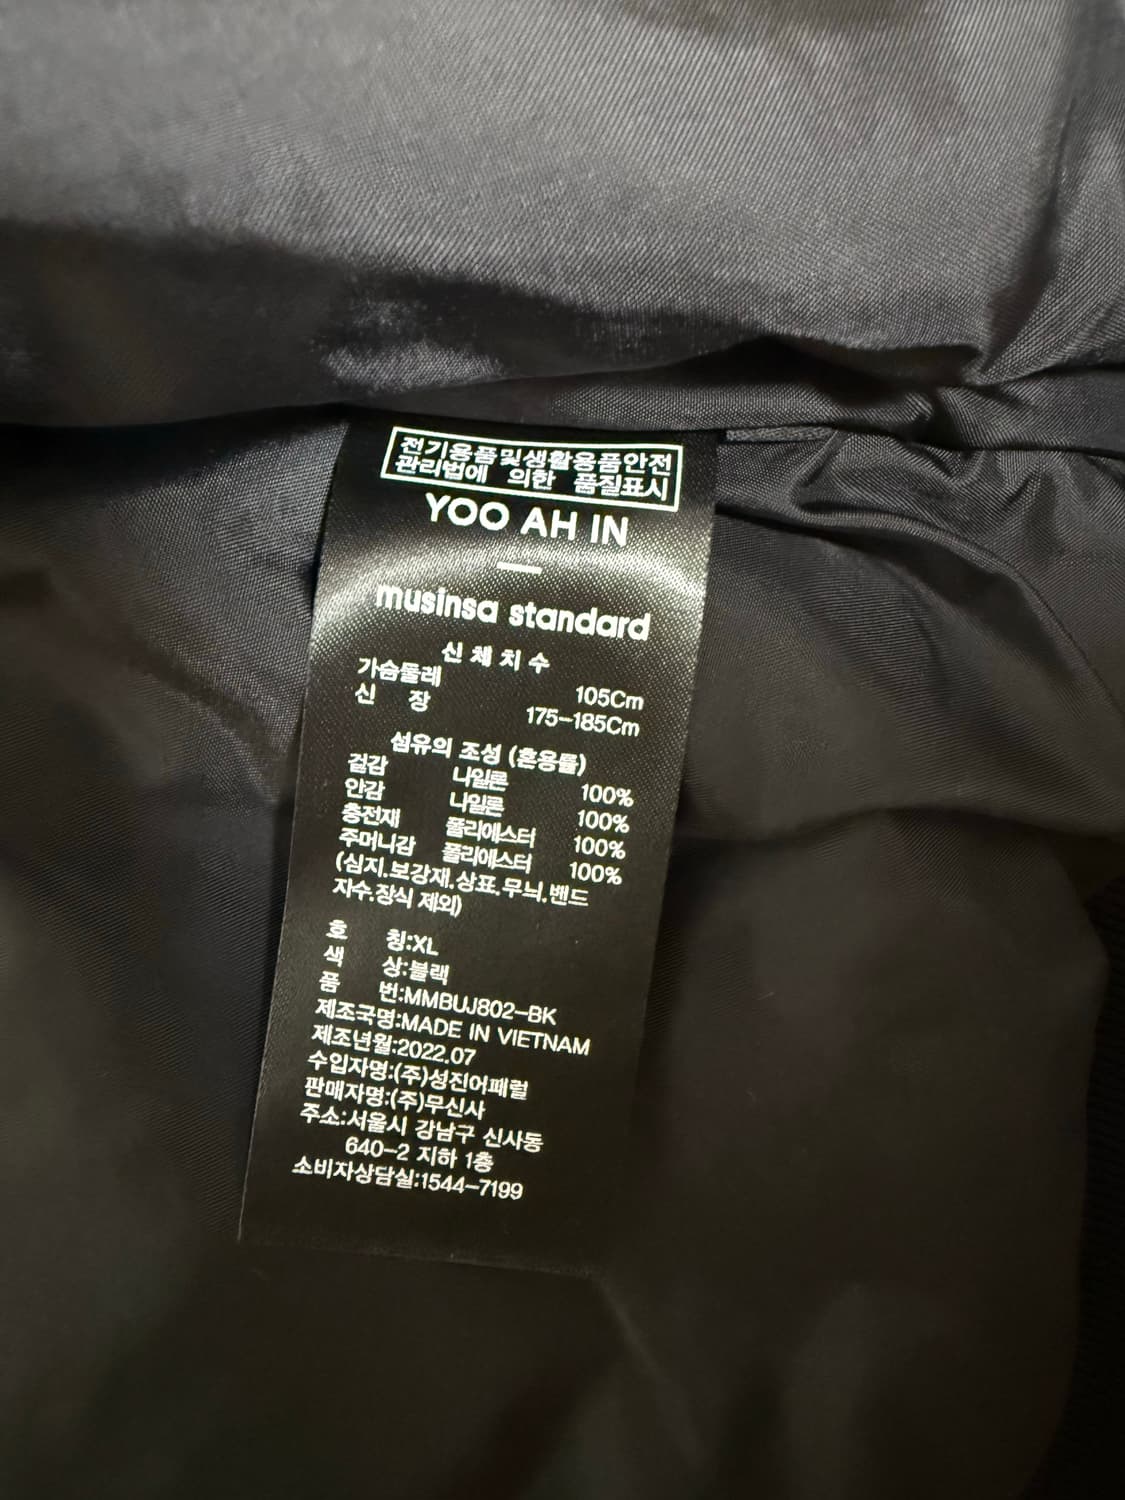 전기용품및생활용품안전
관리법에 의한 품질표시
YOO AH IN
—
musinsa standard
신체치수
가슴둘레 105Cm
신 장 175-185Cm
섬유의 조성 (혼용률)
겉감 나일론 100%
안감 나일론 100%
충전재 폴리에스터 100%
주머니감 폴리에스터 100%
(심지.보강재.상표.무늬.밴드
자수.장식 제외)
호 칭:XL
색 상:블랙
품 번:MMBUJ802-BK
제조국명:MADE IN VIETNAM
제조년월:2022.07
수입자명:(주)성진어패럴
판매자명:(주)무신사
주소:서울시 강남구 신사동
640-2 지하 1층
소비자상담실:1544-7199